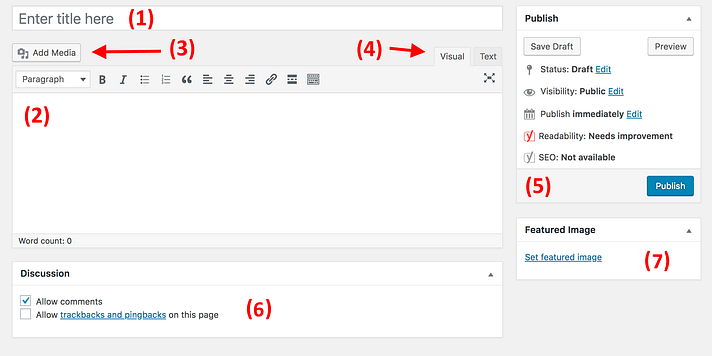 Enter title here (1)
Add Media (3)
(4) Visual Text
Paragraph B I
(2)
Word count: 0
Discussion
Allow comments
Allow trackbacks and pingbacks on this page
(6)
Publish
Save Draft Preview
Status: Draft Edit
Visibility: Public Edit
Publish immediately Edit
Readability: Needs improvement
SEO: Not available
(5) Publish
Featured Image
Set featured image (7)